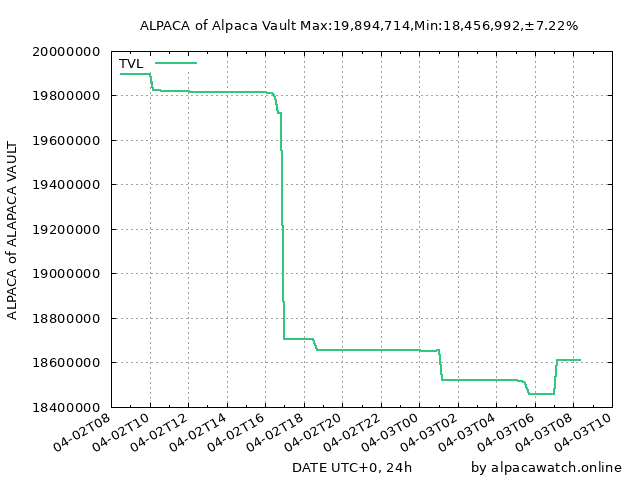 ALPACA of Alpaca Vault Max:19,894,714,Min:18,456,992,±7.22%
TVL
20000000
19800000
19600000
19400000
19200000
19000000
18800000
18600000
18400000
ALPACA of ALAPACA VAULT
04-02T08
04-02T10
04-02T12
04-02T14
04-02T16
04-02T18
04-02T20
04-02T22
04-03T00
04-03T02
04-03T04
04-03T06
04-03T08
04-03T10
DATE UTC+0, 24h
by alpacawatch.online